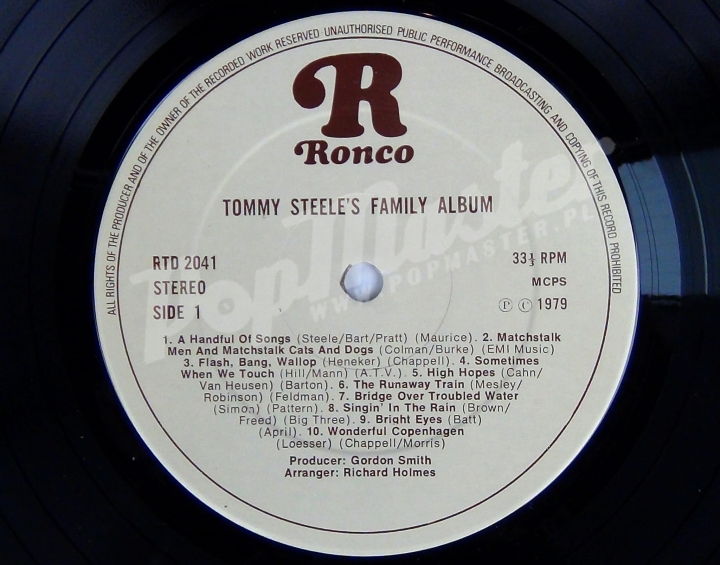 ALL RIGHTS OF THE PRODUCER AND OF THE OWNER OF THE RECORDED WORK RESERVED UNAUTHORISED PUBLIC PERFORMANCE BROADCASTING AND COPYING OF THIS RECORD PROHIBITED
R
Ronco
TOMMY STEELE'S FAMILY ALBUM
RTD 2041
STEREO
SIDE 1
33⅓ RPM
MCPS
Ⓟ © 1979
1. A Handful Of Songs (Steele/Bart/Pratt) (Maurice). 2. Matchstalk
Men And Matchstalk Cats And Dogs (Colman/Burke) (EMI Music)
3. Flash, Bang, Wallop (Heneker) (Chappell). 4. Sometimes
When We Touch (Hill/Mann) (A.T.V.) 5. High Hopes (Cahn/
Van Heusen) (Barton). 6. The Runaway Train (Mesley/
Robinson) (Feldman). 7. Bridge Over Troubled Water
(Simon) (Pattern). 8. Singin' In The Rain (Brown/
Freed) (Big Three). 9. Bright Eyes (Batt)
(April). 10. Wonderful Copenhagen
(Loesser) (Chappell/Morris)
Producer: Gordon Smith
Arranger: Richard Holmes
PopMaster
WWW.POPMASTER.PL